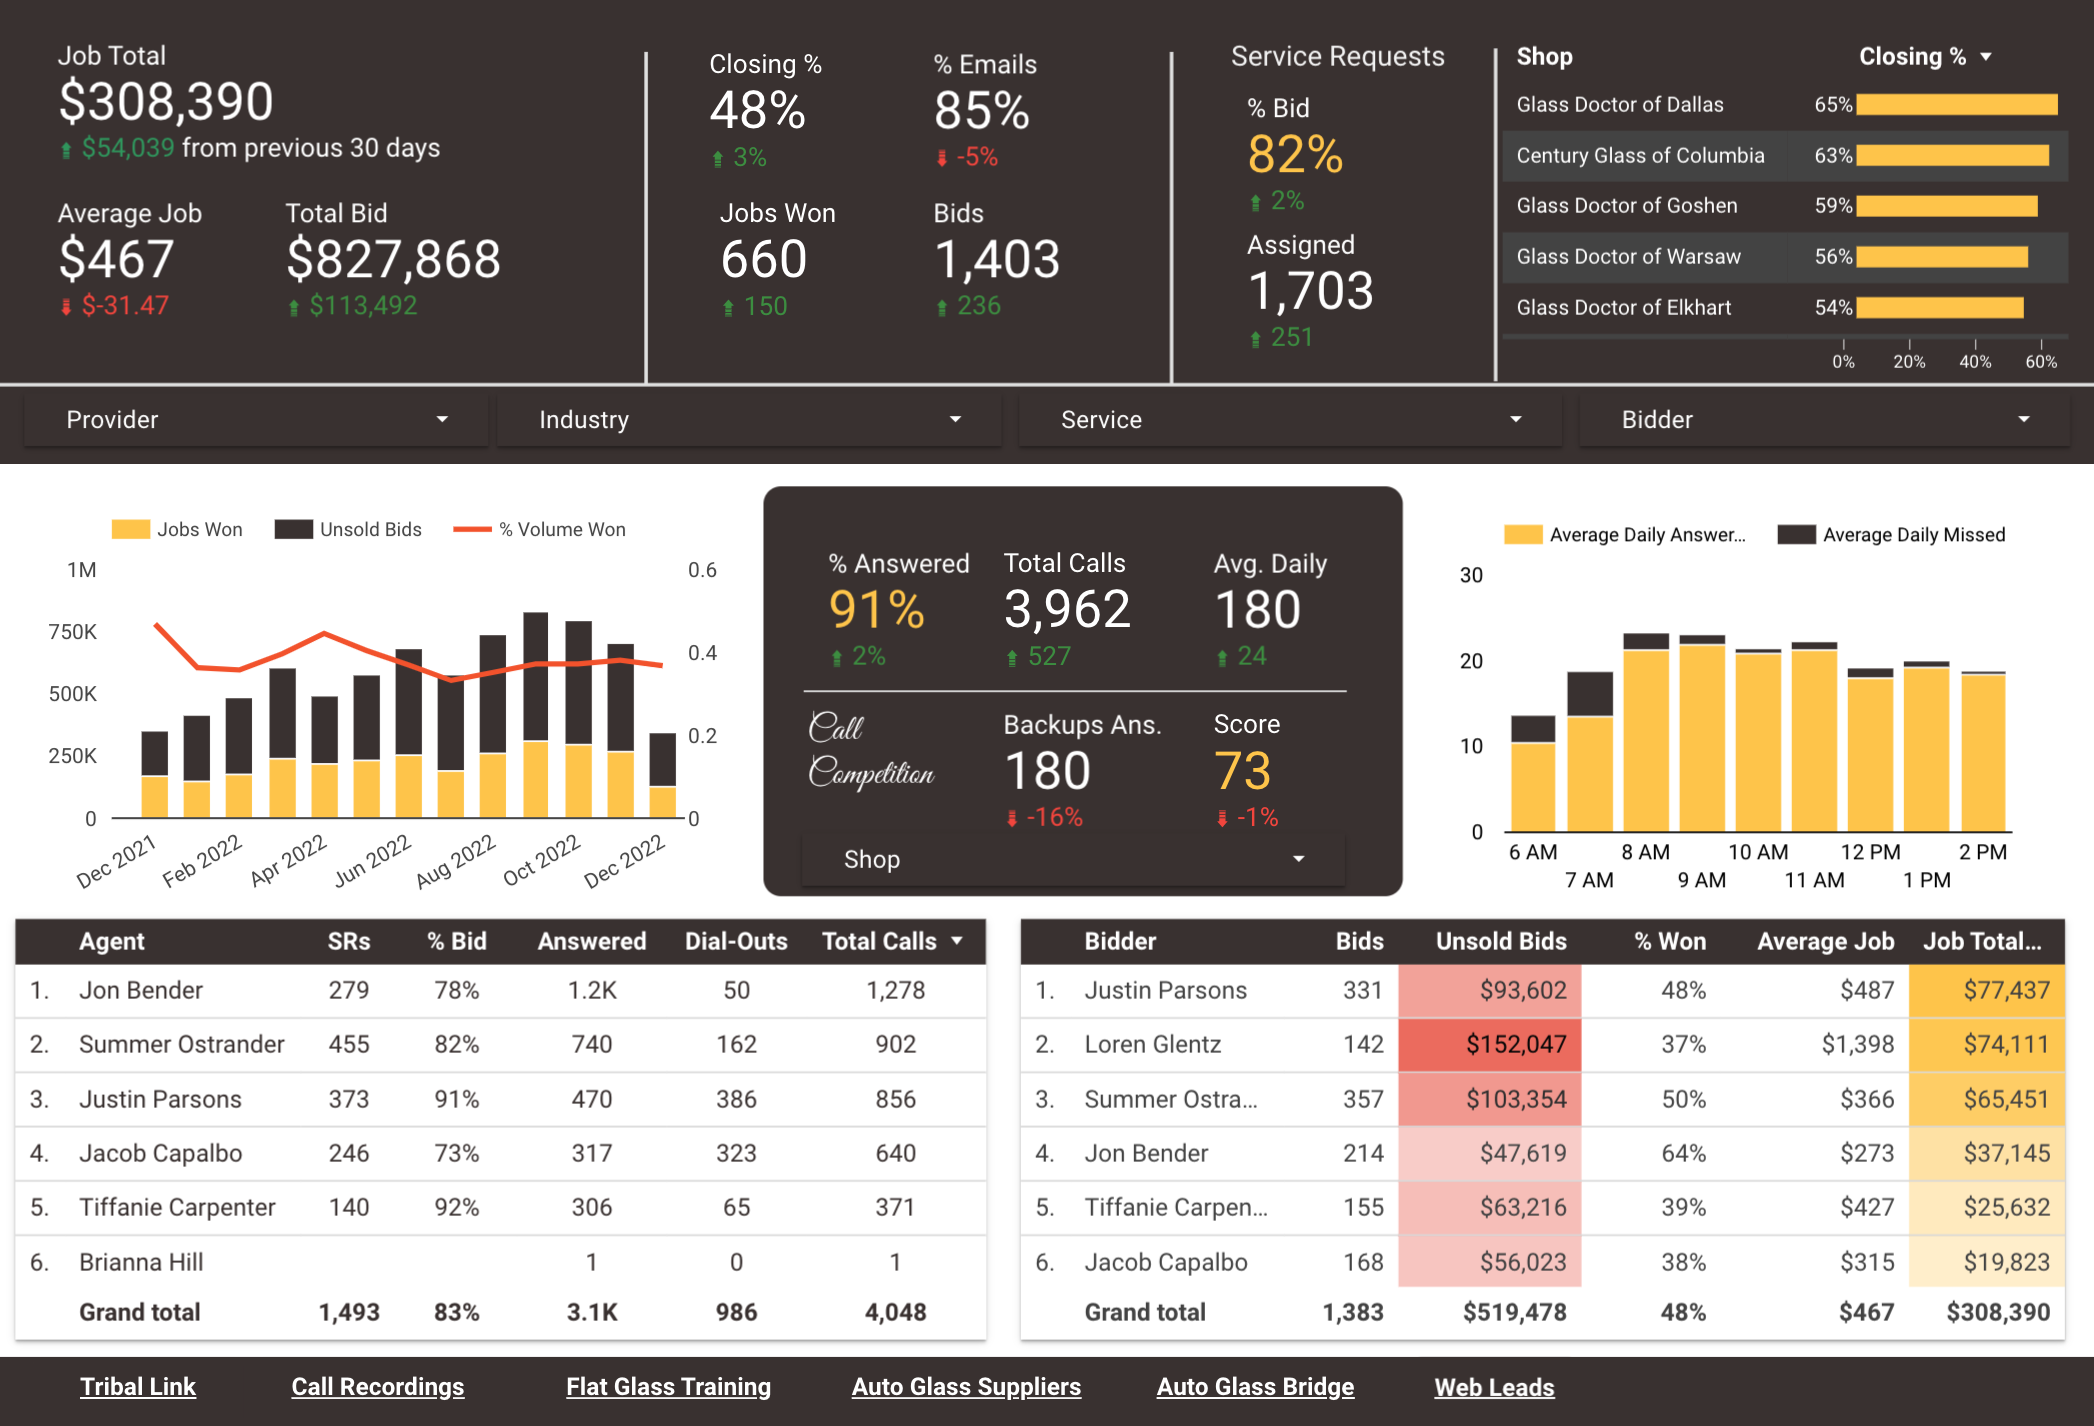 Job Total
$308,390
$54,039 from previous 30 days
Average Job
$467
$-31.47
Total Bid
$827,868
$113,492
Closing %
48%
3%
% Emails
85%
-5%
Jobs Won
660
150
Bids
1,403
236
Service Requests
% Bid
82%
2%
Assigned
1,703
251
Shop Closing %
Glass Doctor of Dallas 65%
Century Glass of Columbia 63%
Glass Doctor of Goshen 59%
Glass Doctor of Warsaw 56%
Glass Doctor of Elkhart 54%
0% 20% 40% 60%
Provider Industry Service Bidder
Jobs Won Unsold Bids % Volume Won
1M 0.6
750K
500K 0.4
250K 0.2
0 0
Dec 2021 Feb 2022 Apr 2022 Jun 2022 Aug 2022 Oct 2022 Dec 2022
% Answered
91%
2%
Total Calls
3,962
527
Avg. Daily
180
24
Call
Competition
Backups Ans.
180
-16%
Score
73
-1%
Shop
Average Daily Answer... Average Daily Missed
30
20
10
0
6 AM 8 AM 10 AM 12 PM 2 PM
7 AM 9 AM 11 AM 1 PM
Agent SRs % Bid Answered Dial-Outs Total Calls
1. Jon Bender 279 78% 1.2K 50 1,278
2. Summer Ostrander 455 82% 740 162 902
3. Justin Parsons 373 91% 470 386 856
4. Jacob Capalbo 246 73% 317 323 640
5. Tiffanie Carpenter 140 92% 306 65 371
6. Brianna Hill 1 0 1
Grand total 1,493 83% 3.1K 986 4,048
Bidder Bids Unsold Bids % Won Average Job Job Total...
1. Justin Parsons 331 $93,602 48% $487 $77,437
2. Loren Glentz 142 $152,047 37% $1,398 $74,111
3. Summer Ostra... 357 $103,354 50% $366 $65,451
4. Jon Bender 214 $47,619 64% $273 $37,145
5. Tiffanie Carpen... 155 $63,216 39% $427 $25,632
6. Jacob Capalbo 168 $56,023 38% $315 $19,823
Grand total 1,383 $519,478 48% $467 $308,390
Tribal Link Call Recordings Flat Glass Training Auto Glass Suppliers Auto Glass Bridge Web Leads